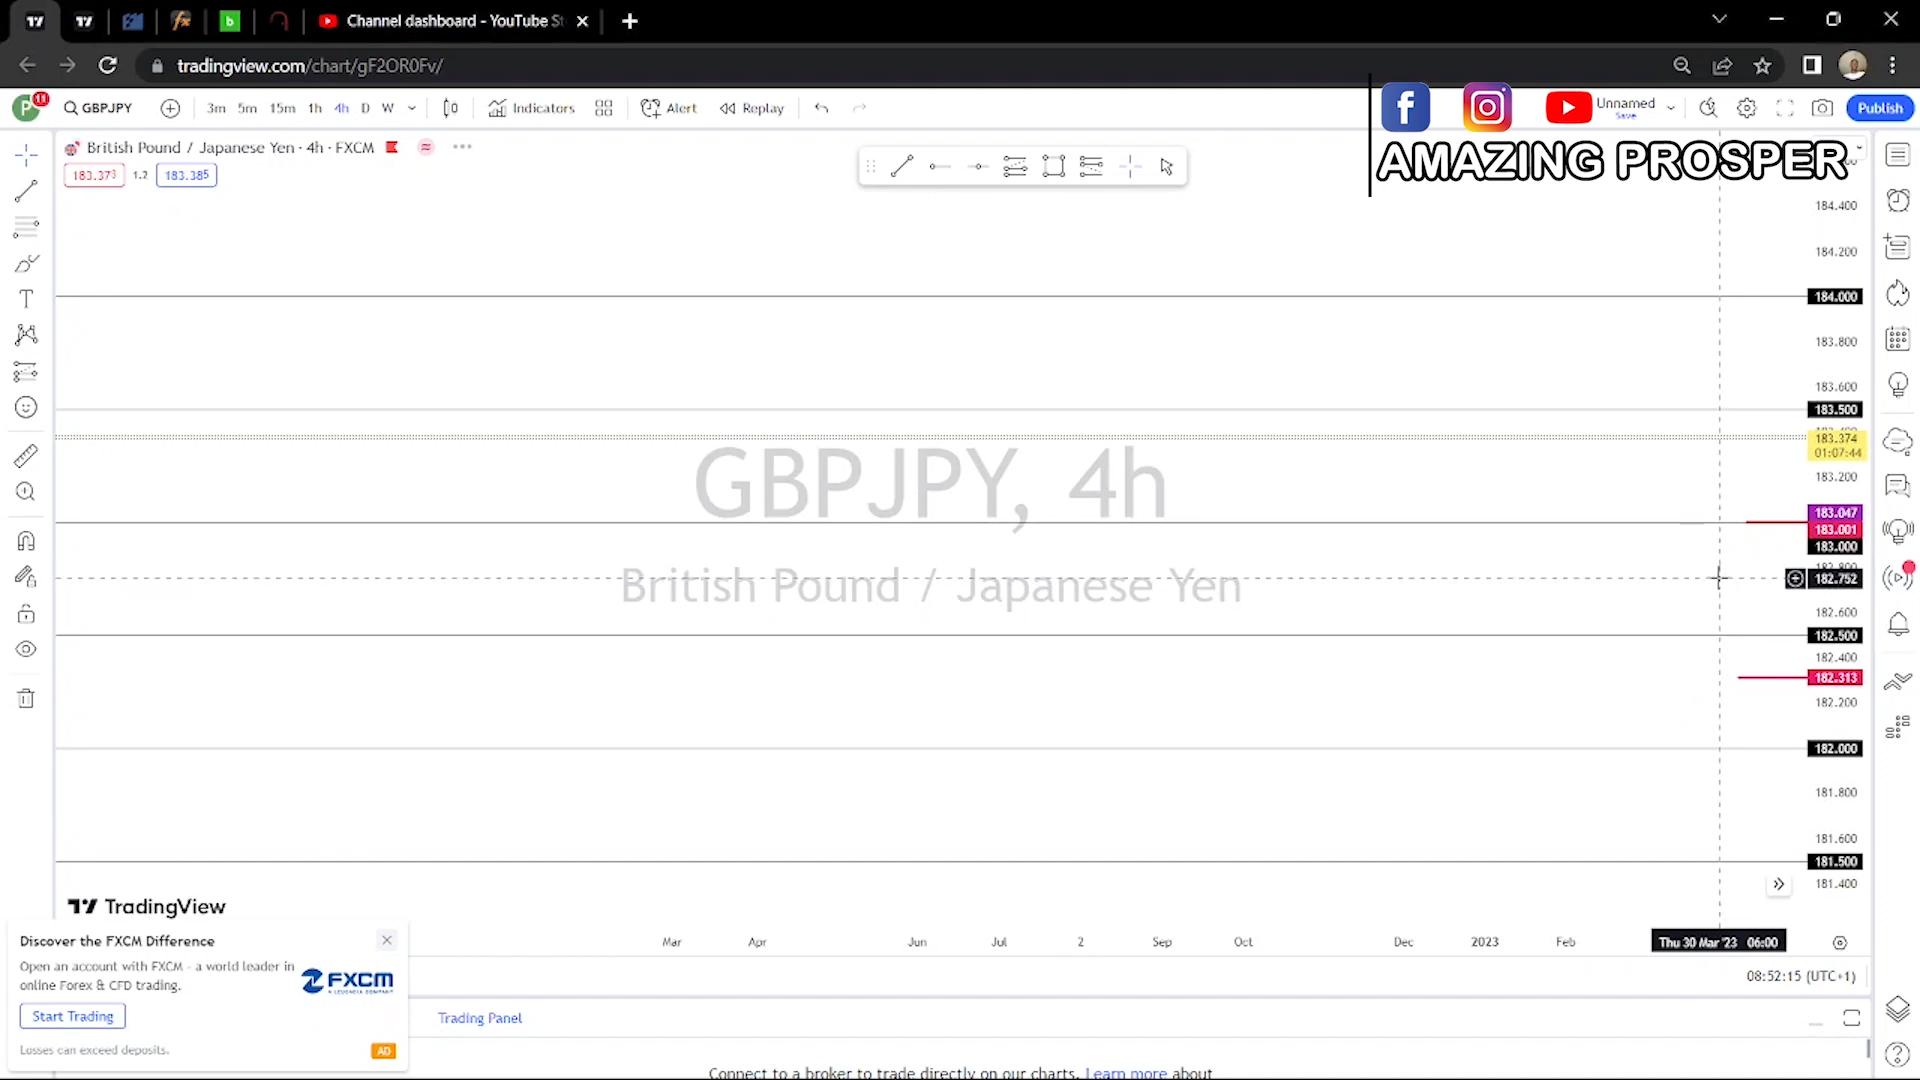 Channel dashboard - YouTube St
tradingview.com/chart/gF2OR0Fv/
P
11
GBPJPY
3m 5m 15m 1h 4h D W
Indicators
Alert
Replay
Unnamed
Save
Publish
AMAZING PROSPER
British Pound / Japanese Yen · 4h · FXCM
183.373
1.2
183.385
GBPJPY, 4h
British Pound / Japanese Yen
184.400
184.200
184.000
183.800
183.600
183.500
183.374
01:07:44
183.200
183.047
183.001
183.000
182.752
182.600
182.500
182.400
182.313
182.200
182.000
181.800
181.600
181.500
181.400
TradingView
Mar Apr Jun Jul 2 Sep Oct Dec 2023 Feb
Thu 30 Mar '23 06:00
08:52:15 (UTC+1)
Discover the FXCM Difference
Open an account with FXCM - a world leader in
online Forex & CFD trading.
FXCM
Start Trading
Losses can exceed deposits.
AD
Trading Panel
Connect to a broker to trade directly on our charts. Learn more about